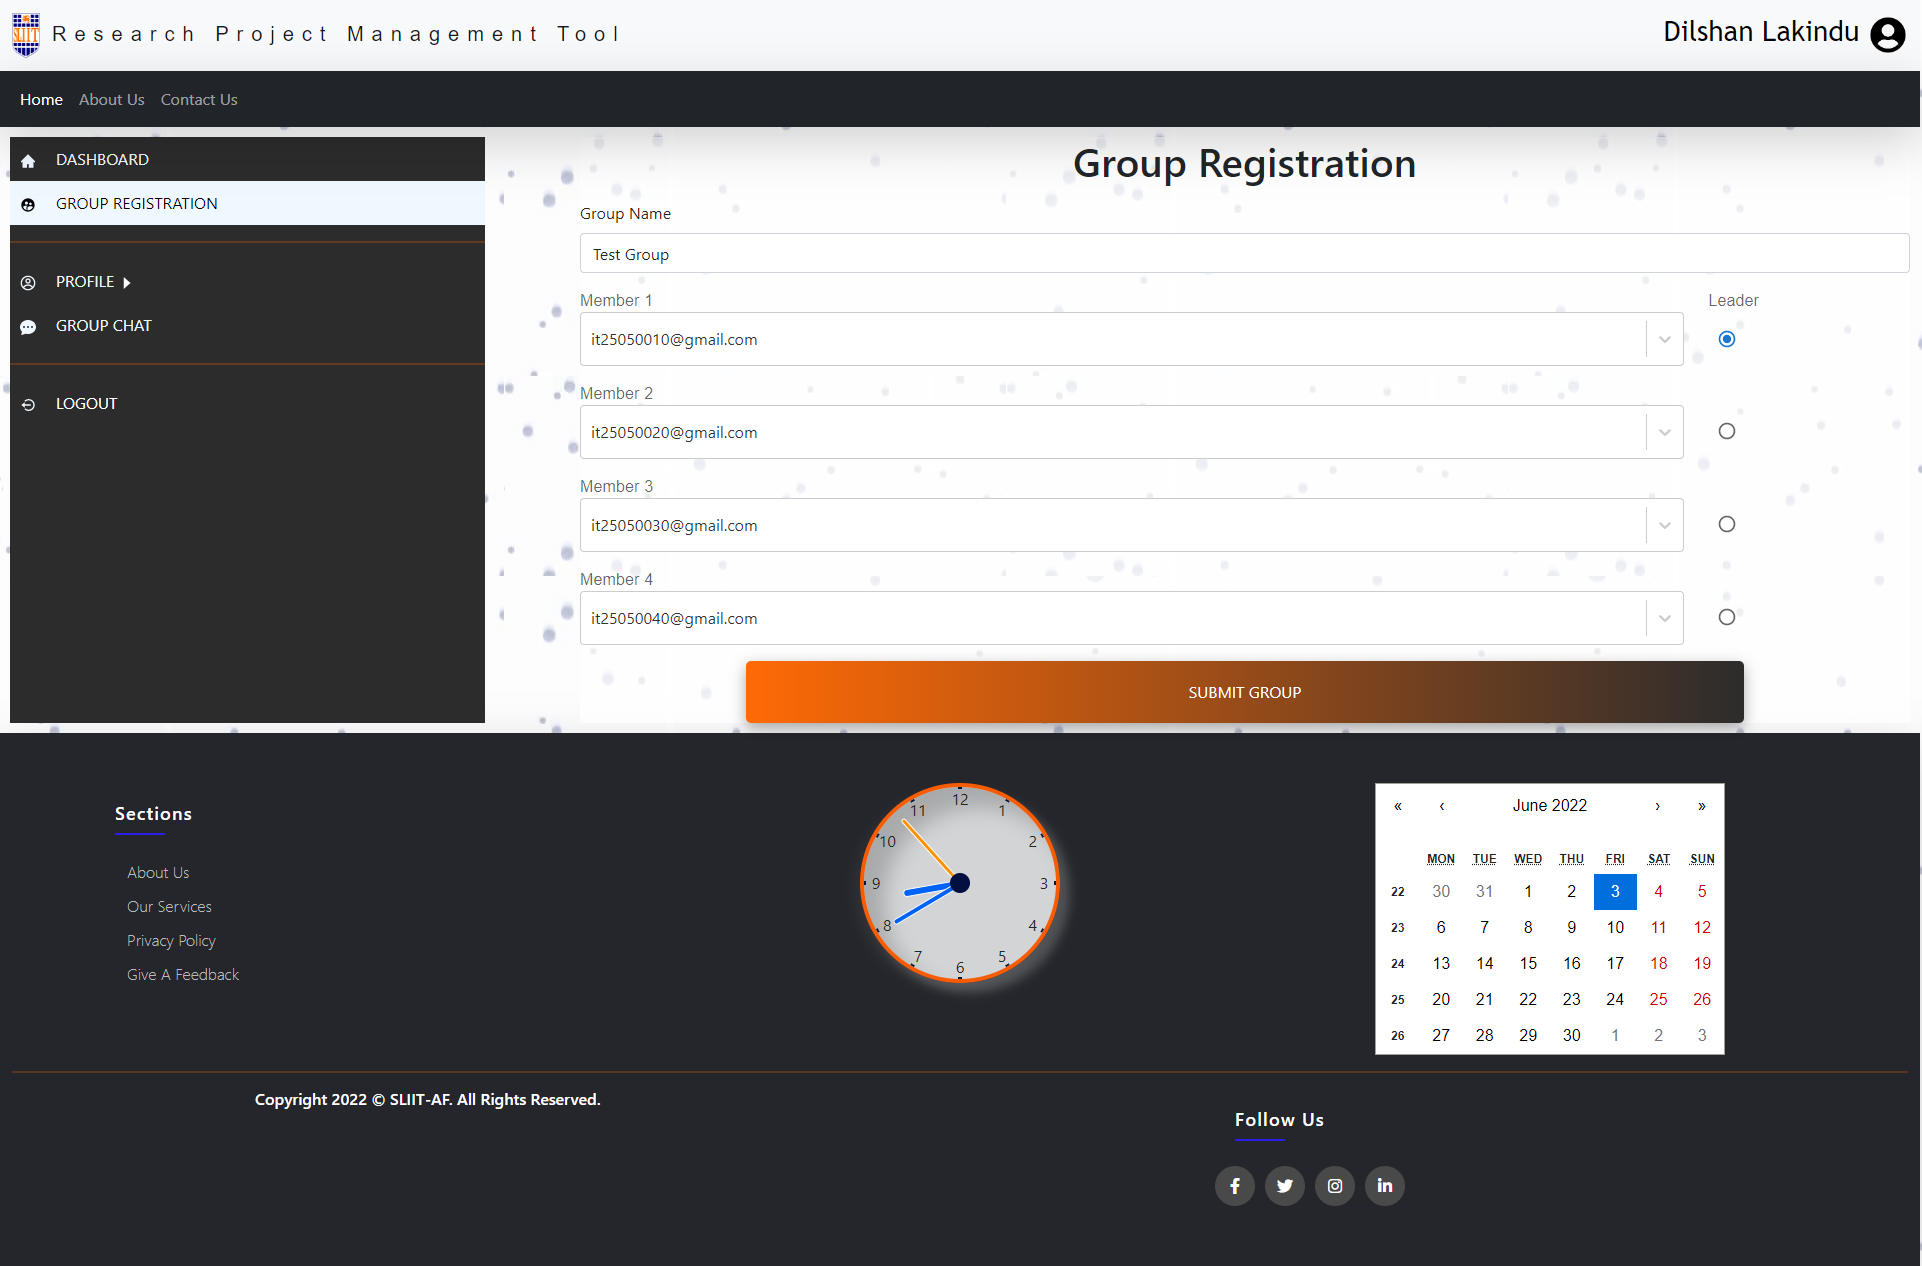 SLIIT
Research Project Management Tool
Dilshan Lakindu
Home About Us Contact Us
DASHBOARD
GROUP REGISTRATION
PROFILE
GROUP CHAT
LOGOUT
Group Registration
Group Name
Test Group
Member 1 Leader
it25050010@gmail.com
Member 2
it25050020@gmail.com
Member 3
it25050030@gmail.com
Member 4
it25050040@gmail.com
SUBMIT GROUP
Sections
About Us
Our Services
Privacy Policy
Give A Feedback
12
11 1
10 2
9 3
8 4
7 5
6
« ‹ June 2022 › »
MON TUE WED THU FRI SAT SUN
22 30 31 1 2 3 4 5
23 6 7 8 9 10 11 12
24 13 14 15 16 17 18 19
25 20 21 22 23 24 25 26
26 27 28 29 30 1 2 3
Copyright 2022 © SLIIT-AF. All Rights Reserved.
Follow Us